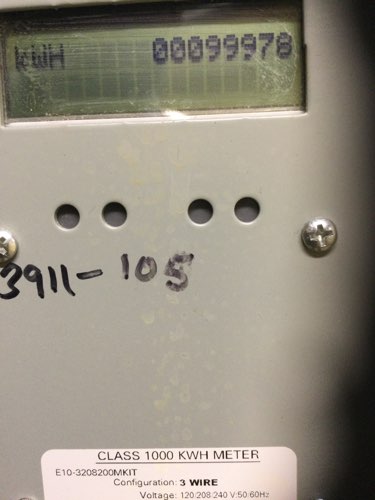 kWH 00099978
3911-105
CLASS 1000 KWH METER
E10-3208200MKIT
Configuration: 3 WIRE
Voltage: 120:208:240 V:50:60Hz